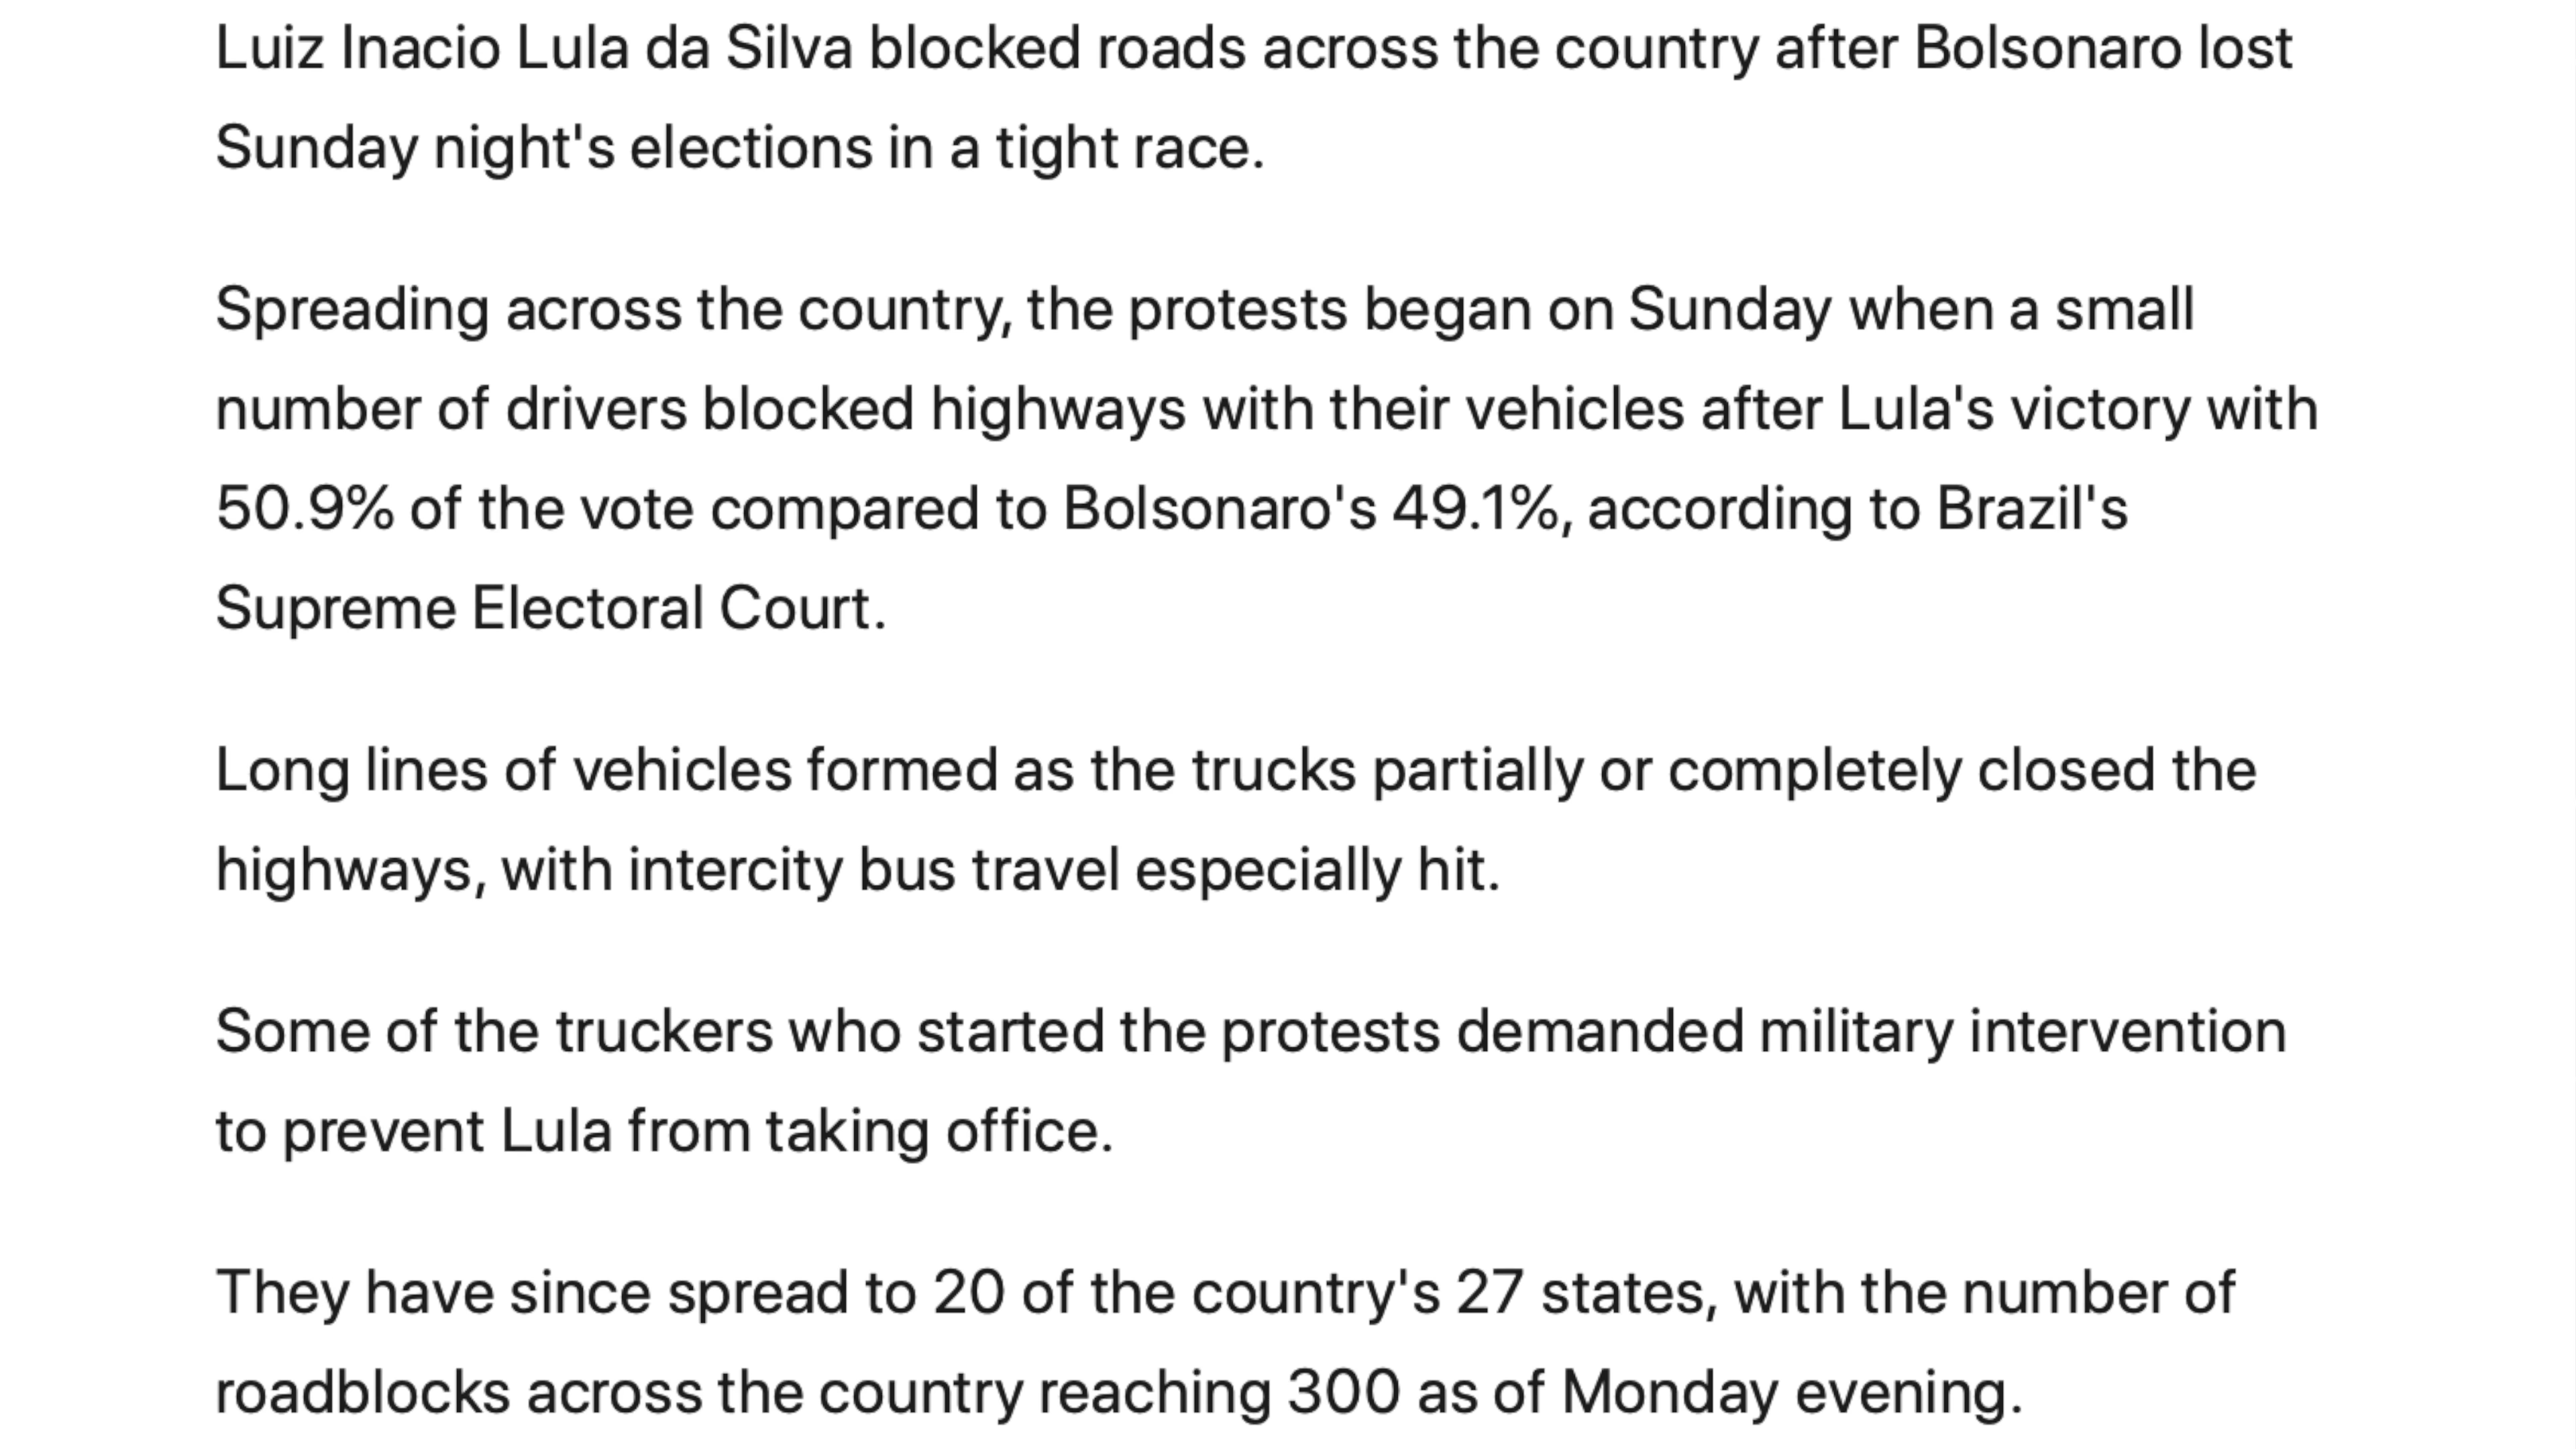 Luiz Inacio Lula da Silva blocked roads across the country after Bolsonaro lost
Sunday night's elections in a tight race.
Spreading across the country, the protests began on Sunday when a small
number of drivers blocked highways with their vehicles after Lula's victory with
50.9% of the vote compared to Bolsonaro's 49.1%, according to Brazil's
Supreme Electoral Court.
Long lines of vehicles formed as the trucks partially or completely closed the
highways, with intercity bus travel especially hit.
Some of the truckers who started the protests demanded military intervention
to prevent Lula from taking office.
They have since spread to 20 of the country's 27 states, with the number of
roadblocks across the country reaching 300 as of Monday evening.